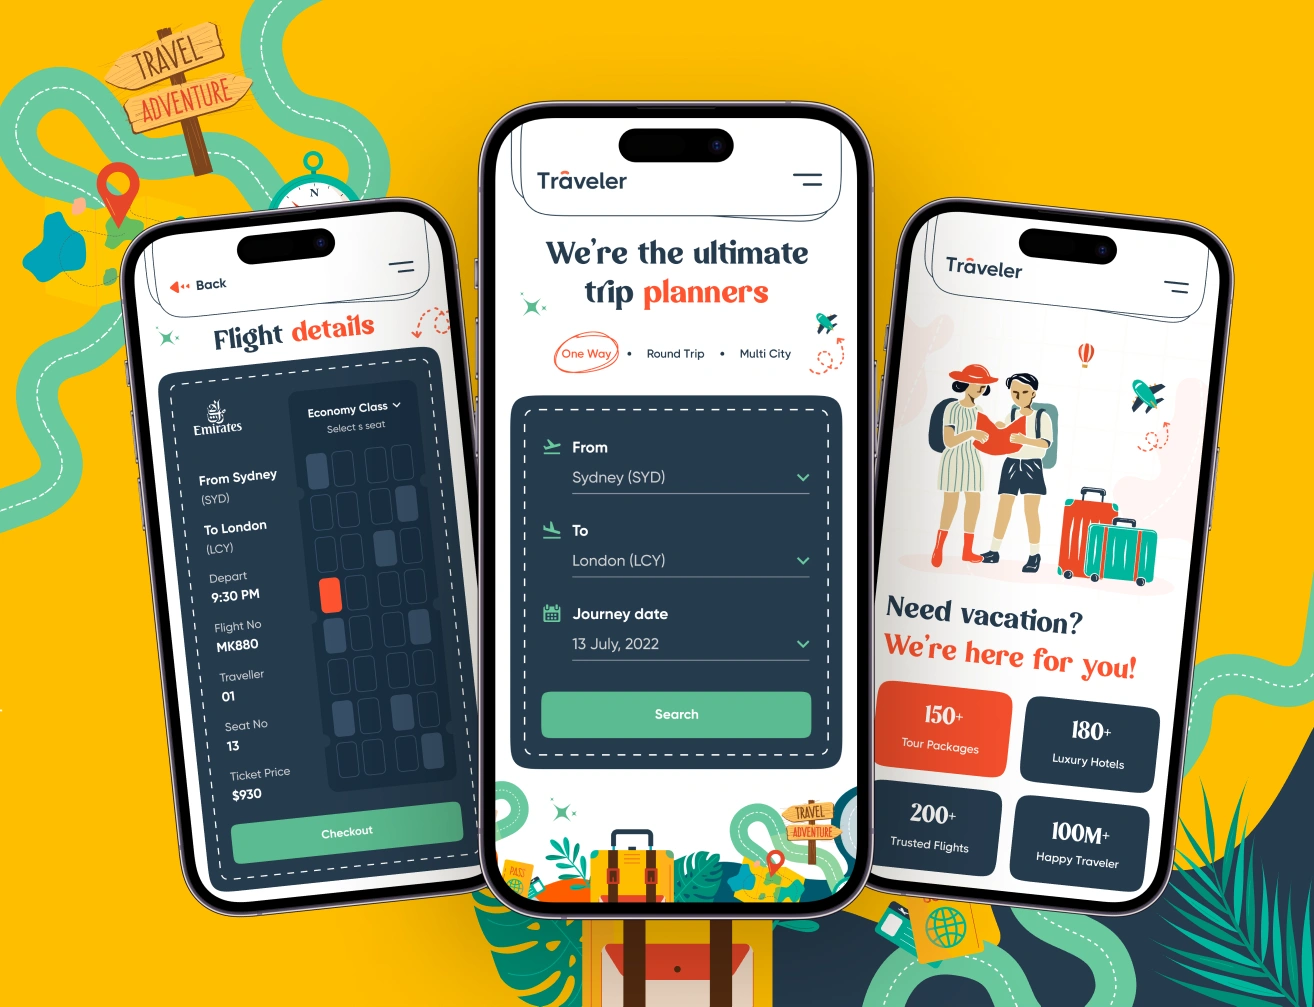 TRAVEL
ADVENTURE
N
Back
Flight details
Emirates
Economy Class
Select s seat
From Sydney
(SYD)
To London
(LCY)
Depart
9:30 PM
Flight No
MK880
Traveller
01
Seat No
13
Ticket Price
$930
Checkout
Traveler
We're the ultimate
trip planners
One Way • Round Trip • Multi City
From
Sydney (SYD)
To
London (LCY)
Journey date
13 July, 2022
Search
TRAVEL
ADVENTURE
PASS
Traveler
Need vacation?
We're here for you!
150+
Tour Packages
180+
Luxury Hotels
200+
Trusted Flights
100M+
Happy Traveler